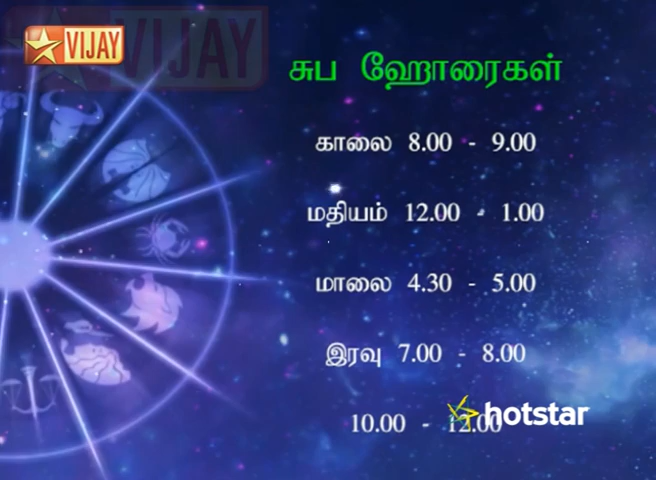 VIJAY
VIJAY
சுப ஹோரைகள்
காலை 8.00 - 9.00
மதியம் 12.00 - 1.00
மாலை 4.30 - 5.00
இரவு 7.00 - 8.00
10.00 - 12.00
hotstar